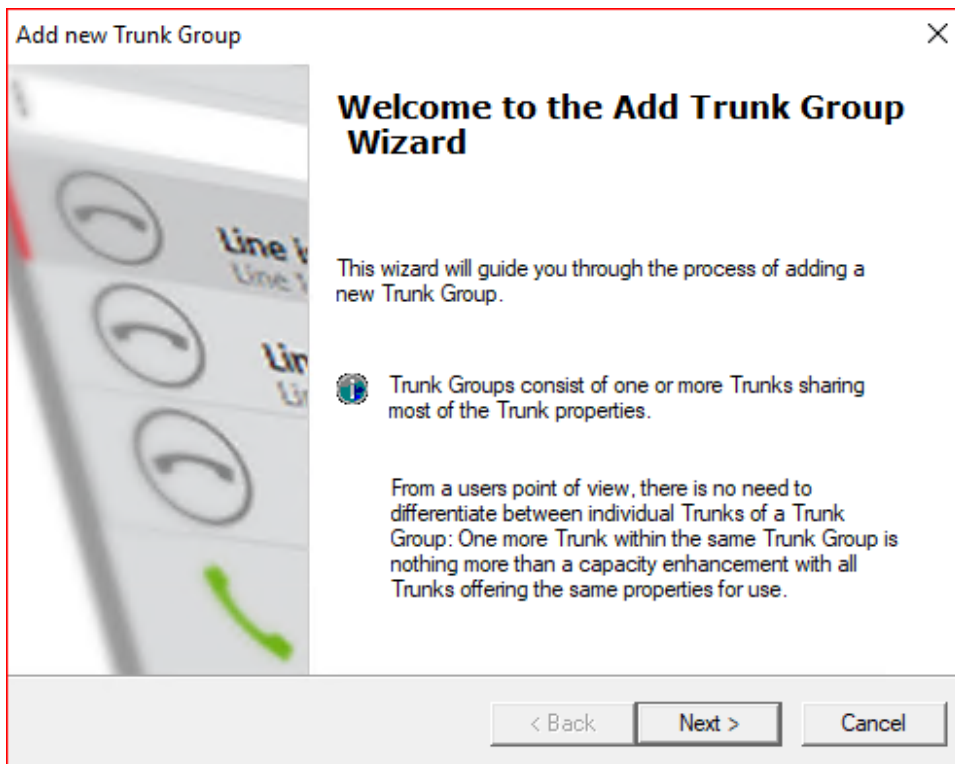 Add new Trunk Group
Welcome to the Add Trunk Group
Wizard
Line
Line
Lin
This wizard will guide you through the process of adding a
new Trunk Group.
Trunk Groups consist of one or more Trunks sharing
most of the Trunk properties.
From a users point of view, there is no need to
differentiate between individual Trunks of a Trunk
Group: One more Trunk within the same Trunk Group is
nothing more than a capacity enhancement with all
Trunks offering the same properties for use.
< Back
Next >
Cancel